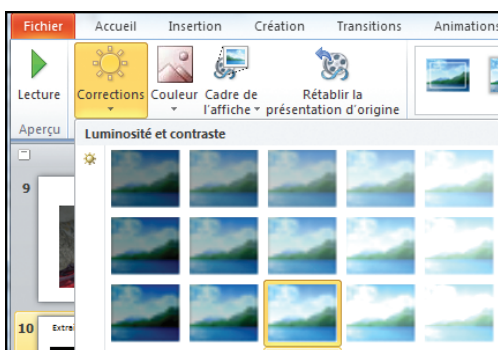 Fichier Accueil Insertion Création Transitions Animations
Lecture Corrections Couleur Cadre de Rétablir la
l'affiche présentation d'origine
Aperçu
Luminosité et contraste
9
10 Extra